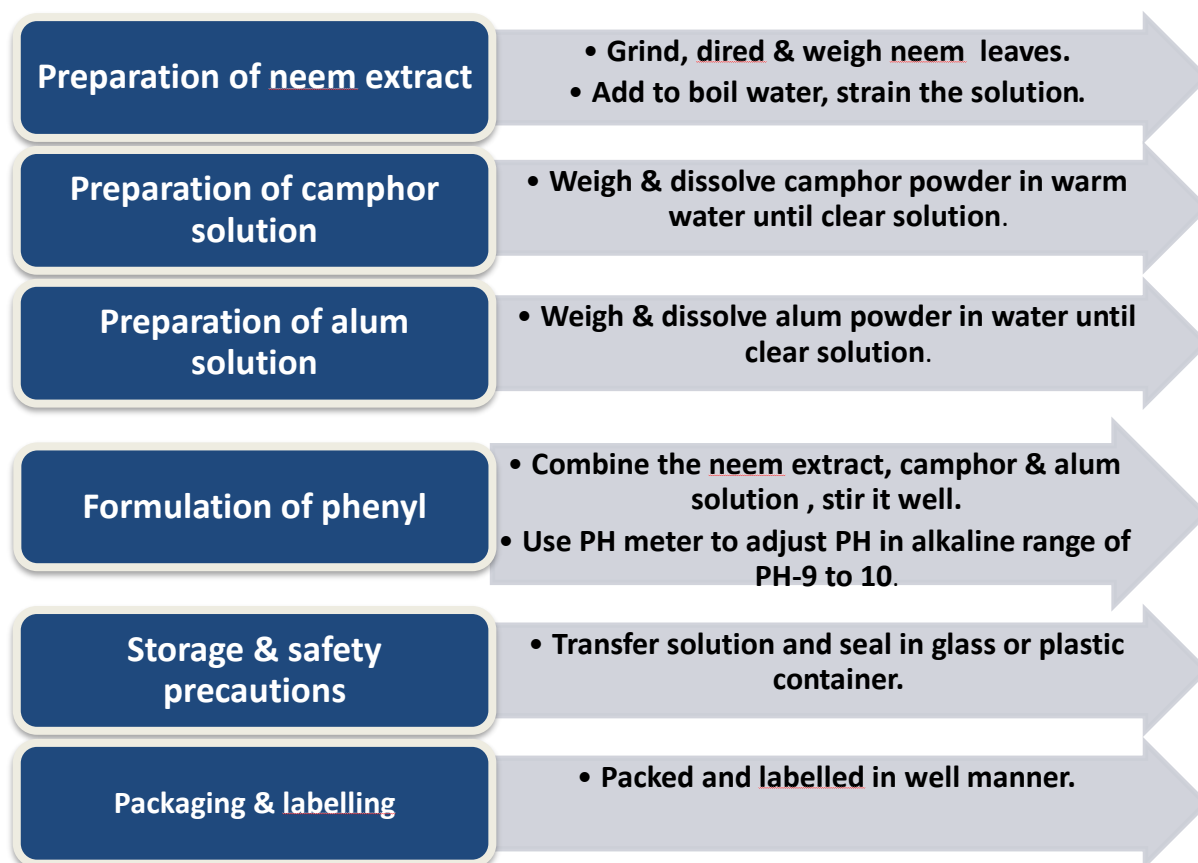 Preparation of neem extract
• Grind, dired & weigh neem leaves.
• Add to boil water, strain the solution.
Preparation of camphor
solution
• Weigh & dissolve camphor powder in warm
water until clear solution.
Preparation of alum
solution
• Weigh & dissolve alum powder in water until
clear solution.
Formulation of phenyl
• Combine the neem extract, camphor & alum
solution , stir it well.
• Use PH meter to adjust PH in alkaline range of
PH-9 to 10.
Storage & safety
precautions
• Transfer solution and seal in glass or plastic
container.
Packaging & labelling
• Packed and labelled in well manner.